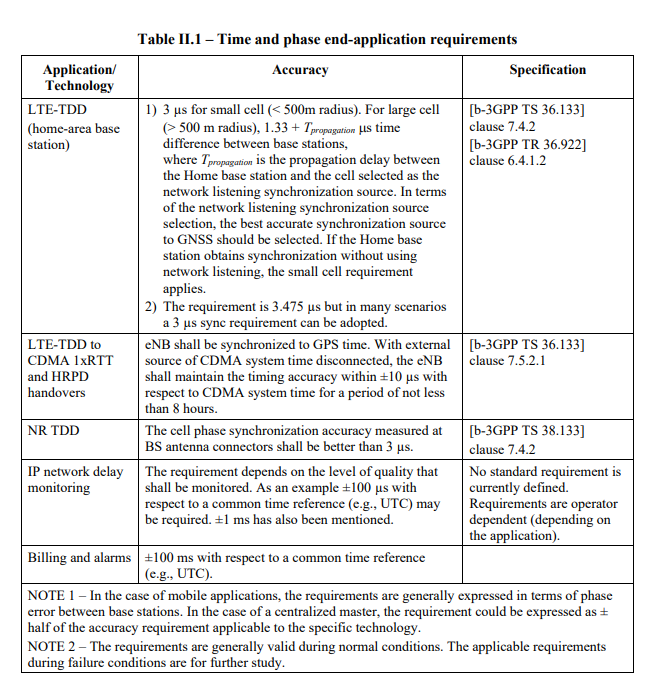 Table II.1 – Time and phase end-application requirements
Application/
Technology
Accuracy
Specification
LTE-TDD
(home-area base
station)
1) 3 µs for small cell (< 500m radius). For large cell
(> 500 m radius), 1.33 + Tpropagation µs time
difference between base stations,
where Tpropagation is the propagation delay between
the Home base station and the cell selected as the
network listening synchronization source. In terms
of the network listening synchronization source
selection, the best accurate synchronization source
to GNSS should be selected. If the Home base
station obtains synchronization without using
network listening, the small cell requirement
applies.
2) The requirement is 3.475 µs but in many scenarios
a 3 µs sync requirement can be adopted.
[b-3GPP TS 36.133]
clause 7.4.2
[b-3GPP TR 36.922]
clause 6.4.1.2
LTE-TDD to
CDMA 1xRTT
and HRPD
handovers
eNB shall be synchronized to GPS time. With external
source of CDMA system time disconnected, the eNB
shall maintain the timing accuracy within ±10 µs with
respect to CDMA system time for a period of not less
than 8 hours.
[b-3GPP TS 36.133]
clause 7.5.2.1
NR TDD
The cell phase synchronization accuracy measured at
BS antenna connectors shall be better than 3 µs.
[b-3GPP TS 38.133]
clause 7.4.2
IP network delay
monitoring
The requirement depends on the level of quality that
shall be monitored. As an example ±100 µs with
respect to a common time reference (e.g., UTC) may
be required. ±1 ms has also been mentioned.
No standard requirement is
currently defined.
Requirements are operator
dependent (depending on
the application).
Billing and alarms
±100 ms with respect to a common time reference
(e.g., UTC).
NOTE 1 – In the case of mobile applications, the requirements are generally expressed in terms of phase
error between base stations. In the case of a centralized master, the requirement could be expressed as ±
half of the accuracy requirement applicable to the specific technology.
NOTE 2 – The requirements are generally valid during normal conditions. The applicable requirements
during failure conditions are for further study.